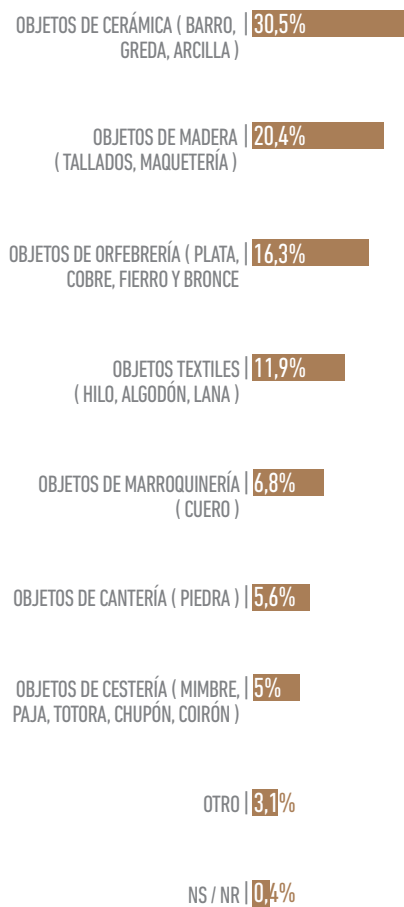 OBJETOS DE CERÁMICA ( BARRO, | 30,5%
GREDA, ARCILLA )
OBJETOS DE MADERA | 20,4%
( TALLADOS, MAQUETERÍA )
OBJETOS DE ORFEBRERÍA ( PLATA, | 16,3%
COBRE, FIERRO Y BRONCE
OBJETOS TEXTILES | 11,9%
( HILO, ALGODÓN, LANA )
OBJETOS DE MARROQUINERÍA | 6,8%
( CUERO )
OBJETOS DE CANTERÍA ( PIEDRA ) | 5,6%
OBJETOS DE CESTERÍA ( MIMBRE, | 5%
PAJA, TOTORA, CHUPÓN, COIRÓN )
OTRO | 3,1%
NS / NR | 0,4%